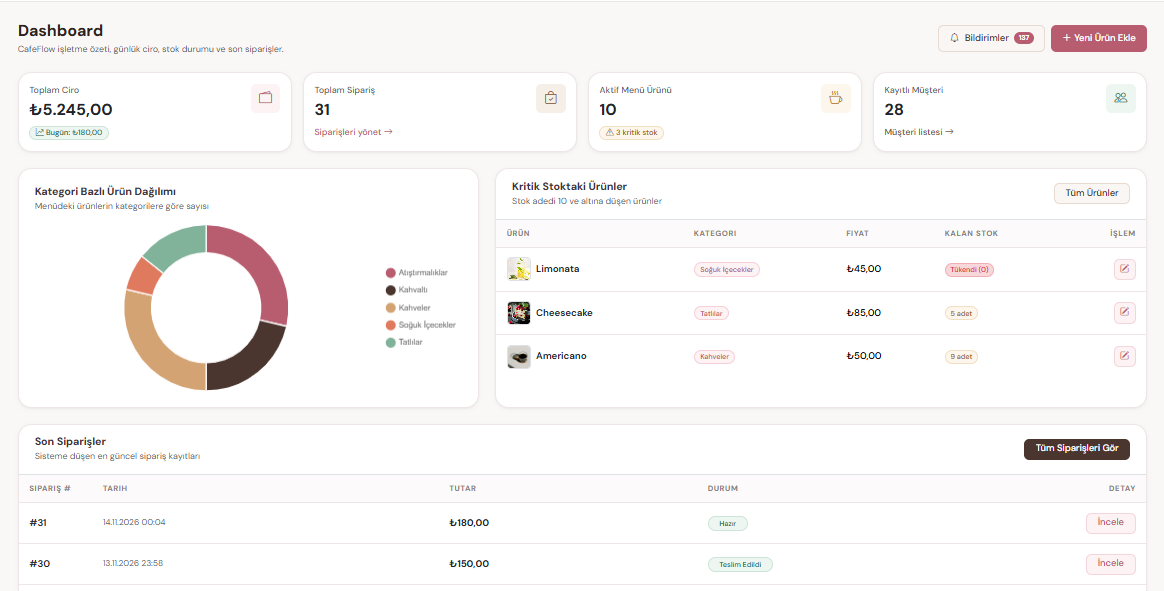 Dashboard
CafeFlow işletme özeti, günlük ciro, stok durumu ve son siparişler.
Bildirimler 137
+ Yeni Ürün Ekle
Toplam Ciro
₺5.245,00
Bugün: ₺180,00
Toplam Sipariş
31
Siparişleri yönet →
Aktif Menü Ürünü
10
3 kritik stok
Kayıtlı Müşteri
28
Müşteri listesi →
Kategori Bazlı Ürün Dağılımı
Menüdeki ürünlerin kategorilere göre sayısı
Atıştırmalıklar
Kahvaltı
Kahveler
Soğuk İçecekler
Tatlılar
Kritik Stoktaki Ürünler
Stok adedi 10 ve altına düşen ürünler
Tüm Ürünler
ÜRÜN KATEGORI FIYAT KALAN STOK İŞLEM
Limonata Soğuk İçecekler ₺45,00 Tükendi (0)
Cheesecake Tatlılar ₺85,00 5 adet
Americano Kahveler ₺50,00 9 adet
Son Siparişler
Sisteme düşen en güncel sipariş kayıtları
Tüm Siparişleri Gör
SIPARIŞ # TARIH TUTAR DURUM DETAY
#31 14.11.2026 00:04 ₺180,00 Hazır İncele
#30 13.11.2026 23:58 ₺150,00 Teslim Edildi İncele